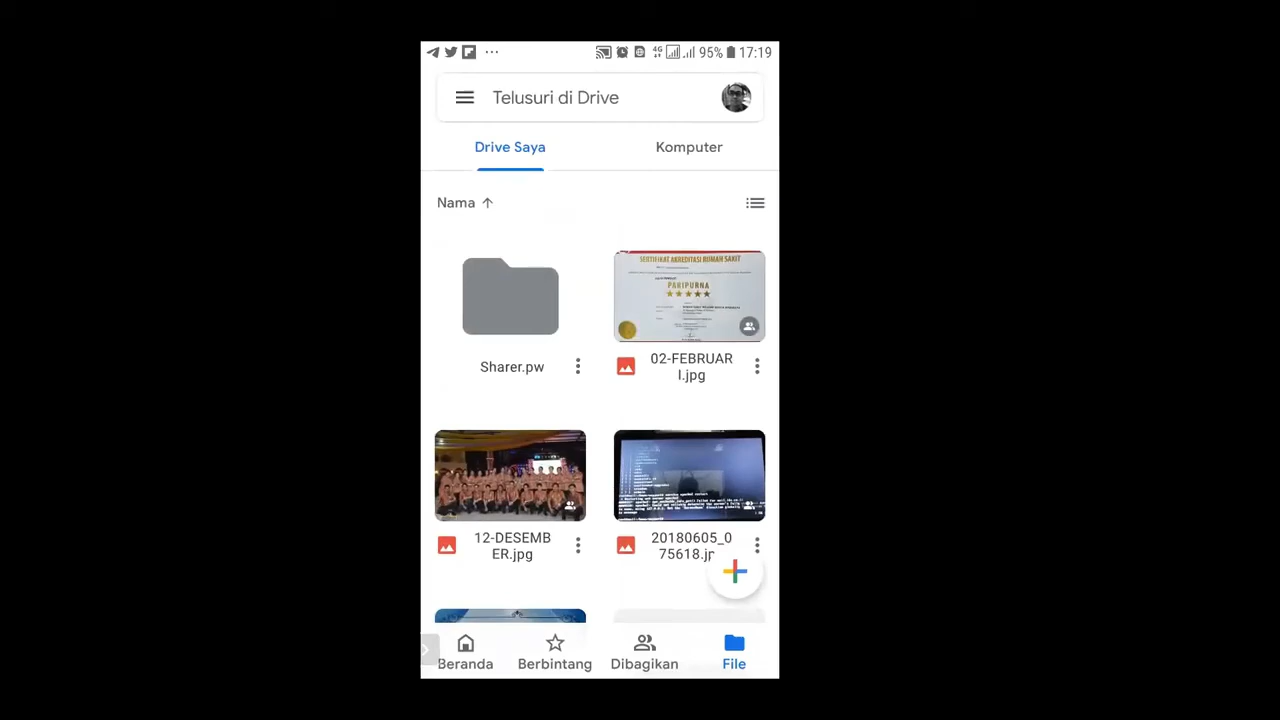 95% 17:19
Telusuri di Drive
Drive Saya Komputer
Nama
SERTIFIKAT AKREDITASI RUMAH SAKIT
PARIPURNA
Sharer.pw
02-FEBRUAR
I.jpg
12-DESEMB
ER.jpg
20180605_0
75618.jp
Beranda Berbintang Dibagikan File